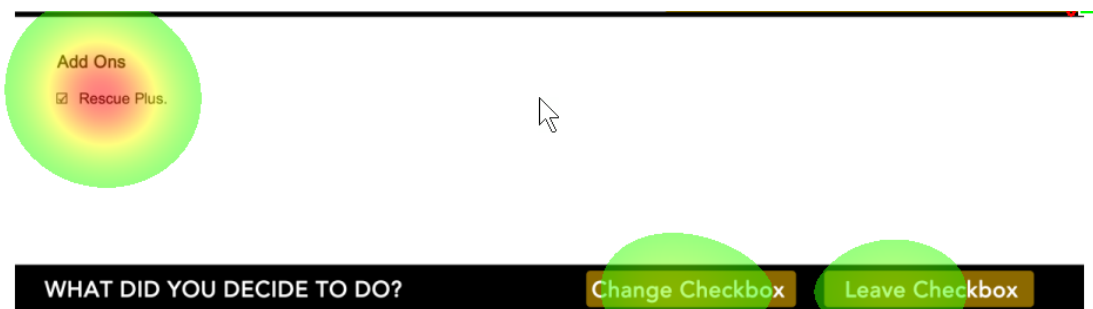 Add Ons
Rescue Plus.
WHAT DID YOU DECIDE TO DO?
Change Checkbox
Leave Checkbox